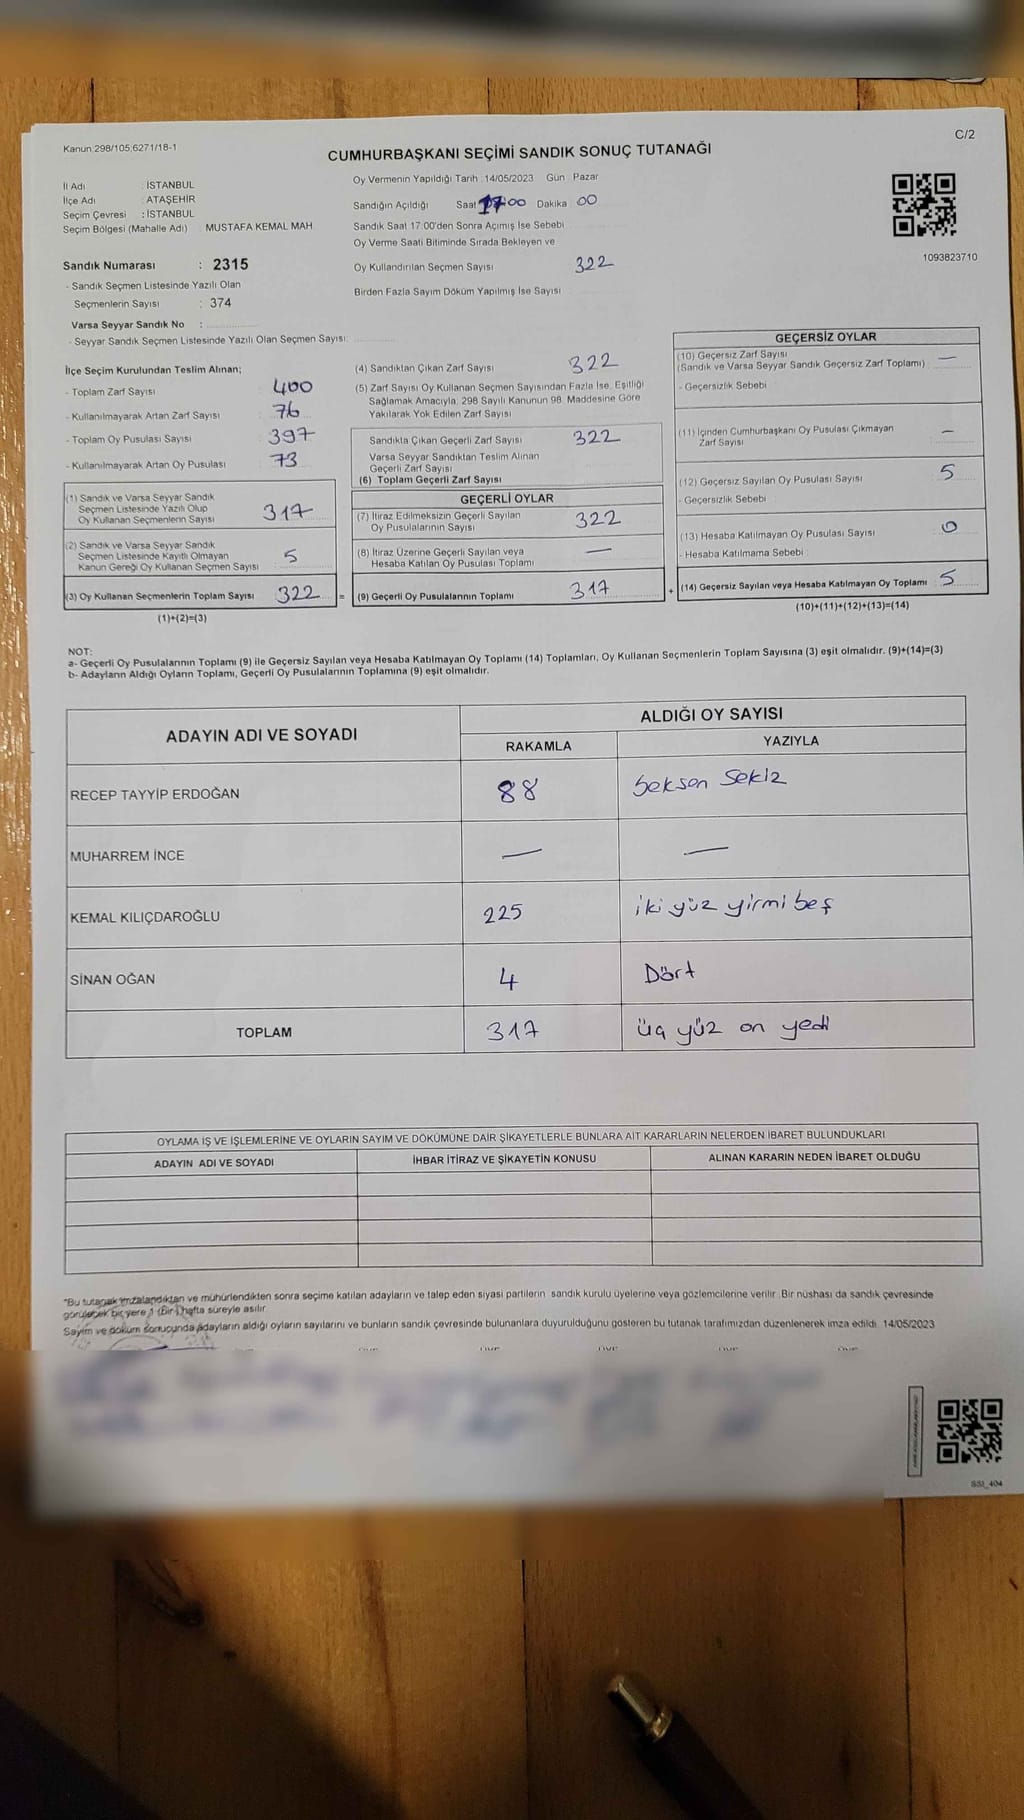 C/2
Kanun 298/105,6271/18-1
CUMHURBAŞKANI SEÇİMİ SANDIK SONUÇ TUTANAĞI
İl Adı : İSTANBUL
İlçe Adı : ATAŞEHİR
Seçim Çevresi : İSTANBUL
Seçim Bölgesi (Mahalle Adı) MUSTAFA KEMAL MAH
Sandık Numarası : 2315
- Sandık Seçmen Listesinde Yazılı Olan
Seçmenlerin Sayısı : 374
Varsa Seyyar Sandık No :
- Seyyar Sandık Seçmen Listesinde Yazılı Olan Seçmen Sayısı:
Oy Vermenin Yapıldığı Tarih :14/05/2023 Gün : Pazar
Sandığın Açıldığı Saat 17:00 Dakika 00
Sandık Saat 17:00'den Sonra Açımış İse Sebebi
Oy Verme Saati Bitiminde Sırada Bekleyen ve
Oy Kullandırılan Seçmen Sayısı 322
Birden Fazla Sayım Döküm Yapılmış İse Sayısı
1093823710
İlçe Seçim Kurulundan Teslim Alınan;
- Toplam Zarf Sayısı 400
- Kullanılmayarak Artan Zarf Sayısı 76
- Toplam Oy Pusulası Sayısı 397
- Kullanılmayarak Artan Oy Pusulası 73
(1) Sandık ve Varsa Seyyar Sandık
Seçmen Listesinde Yazılı Olup
Oy Kullanan Seçmenlerin Sayısı 317
(2) Sandık ve Varsa Seyyar Sandık
Seçmen Listesinde Kayıtlı Olmayan
Kanun Gereği Oy Kullanan Seçmen Sayısı 5
(3) Oy Kullanan Seçmenlerin Toplam Sayısı 322 =
(1)+(2)=(3)
(4) Sandıktan Çıkan Zarf Sayısı 322
(5) Zarf Sayısı Oy Kullanan Seçmen Sayısından Fazla İse, Eşitliği
Sağlamak Amacıyla; 298 Sayılı Kanunun 98. Maddesine Göre
Yakılarak Yok Edilen Zarf Sayısı
Sandıkta Çıkan Geçerli Zarf Sayısı 322
Varsa Seyyar Sandıktan Teslim Alınan
Geçerli Zarf Sayısı
(6) Toplam Geçerli Zarf Sayısı
GEÇERLİ OYLAR
(7) İtiraz Edilmeksizin Geçerli Sayılan
Oy Pusulalarının Sayısı 322
(8) İtiraz Üzerine Geçerli Sayılan veya
Hesaba Katılan Oy Pusulası Toplamı —
(9) Geçerli Oy Pusulalarının Toplamı 317 +
GEÇERSİZ OYLAR
(10) Geçersiz Zarf Sayısı
(Sandık ve Varsa Seyyar Sandık Geçersiz Zarf Toplamı) —
- Geçersizlik Sebebi
(11) İçinden Cumhurbaşkanı Oy Pusulası Çıkmayan
Zarf Sayısı —
(12) Geçersiz Sayılan Oy Pusulası Sayısı 5
- Geçersizlik Sebebi
(13) Hesaba Katılmayan Oy Pusulası Sayısı 0
- Hesaba Katılmama Sebebi :
(14) Geçersiz Sayılan veya Hesaba Katılmayan Oy Toplamı 5
(10)+(11)+(12)+(13)=(14)
NOT:
a- Geçerli Oy Pusulalarının Toplamı (9) ile Geçersiz Sayılan veya Hesaba Katılmayan Oy Toplamı (14) Toplamları, Oy Kullanan Seçmenlerin Toplam Sayısına (3) eşit olmalıdır. (9)+(14)=(3)
b- Adayların Aldığı Oyların Toplamı, Geçerli Oy Pusulalarının Toplamına (9) eşit olmalıdır.
ADAYIN ADI VE SOYADI
ALDIĞI OY SAYISI
RAKAMLA YAZIYLA
RECEP TAYYİP ERDOĞAN 88 Seksen Sekiz
MUHARREM İNCE — —
KEMAL KILIÇDAROĞLU 225 iki yüz yirmi beş
SİNAN OĞAN 4 Dört
TOPLAM 317 üç yüz on yedi
OYLAMA İŞ VE İŞLEMLERİNE VE OYLARIN SAYIM VE DÖKÜMÜNE DAİR ŞİKAYETLERLE BUNLARA AİT KARARLARIN NELERDEN İBARET BULUNDUKLARI
ADAYIN ADI VE SOYADI İHBAR İTİRAZ VE ŞİKAYETİN KONUSU ALINAN KARARIN NEDEN İBARET OLDUĞU
"Bu tutanak imzalandıktan ve mühürlendikten sonra seçime katılan adayların ve talep eden siyasi partilerin sandık kurulu üyelerine veya gözlemcilerine verilir. Bir nüshası da sandık çevresinde
görülebek bir yere 1 (Bir) hafta süreyle asılır.
Sayım ve döküm sonucunda adayların aldığı oyların sayılarını ve bunların sandık çevresinde bulunanlara duyurulduğunu gösteren bu tutanak tarafımızdan düzenlenerek imza edildi. 14/05/2023
SSI_404